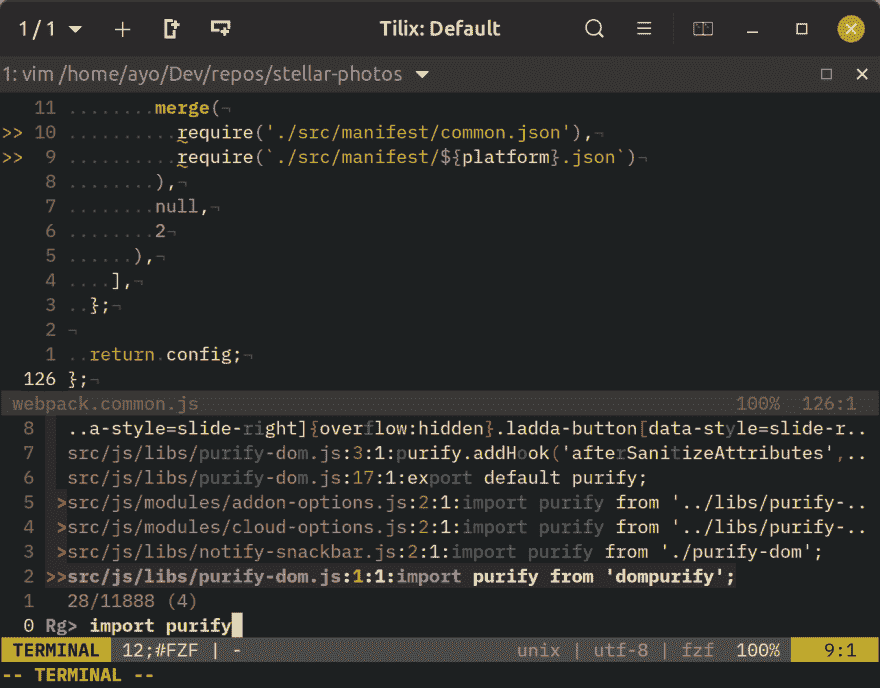 1 / 1
Tilix: Default
1: vim /home/ayo/Dev/repos/stellar-photos
11 ........merge(¬
>> 10 ..........require('./src/manifest/common.json'),¬
>> 9 ..........require(`./src/manifest/${platform}.json`)¬
8 ........),¬
7 ........null,¬
6 ........2¬
5 ......),¬
4 ....],¬
3 ..};¬
2 ¬
1 ..return.config;¬
126 };¬
webpack.common.js 100% 126:1
8 ..a-style=slide-right]{overflow:hidden}.ladda-button[data-style=slide-r..
7 src/js/libs/purify-dom.js:3:1:purify.addHook('afterSanitizeAttributes',..
6 src/js/libs/purify-dom.js:17:1:export default purify;
5 >src/js/modules/addon-options.js:2:1:import purify from '../libs/purify-..
4 >src/js/modules/cloud-options.js:2:1:import purify from '../libs/purify-..
3 >src/js/libs/notify-snackbar.js:2:1:import purify from './purify-dom';
2 >>src/js/libs/purify-dom.js:1:1:import purify from 'dompurify';
1 28/11888 (4)
0 Rg> import purify
TERMINAL 12;#FZF | - unix | utf-8 | fzf 100% 9:1
-- TERMINAL --